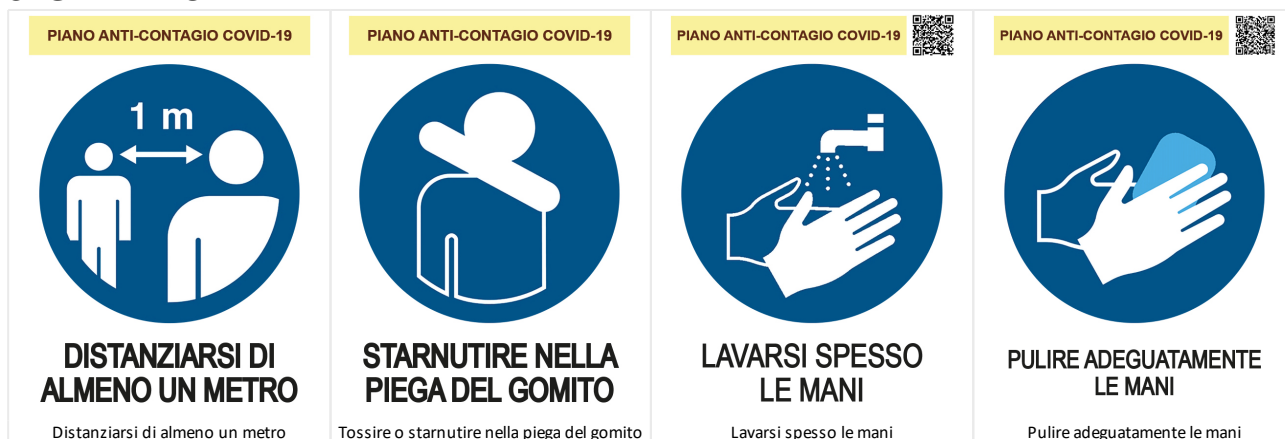 PIANO ANTI-CONTAGIO COVID-19
1 m
DISTANZIARSI DI
ALMENO UN METRO
Distanziarsi di almeno un metro
PIANO ANTI-CONTAGIO COVID-19
STARNUTIRE NELLA
PIEGA DEL GOMITO
Tossire o starnutire nella piega del gomito
PIANO ANTI-CONTAGIO COVID-19
LAVARSI SPESSO
LE MANI
Lavarsi spesso le mani
PIANO ANTI-CONTAGIO COVID-19
PULIRE ADEGUATAMENTE
LE MANI
Pulire adeguatamente le mani